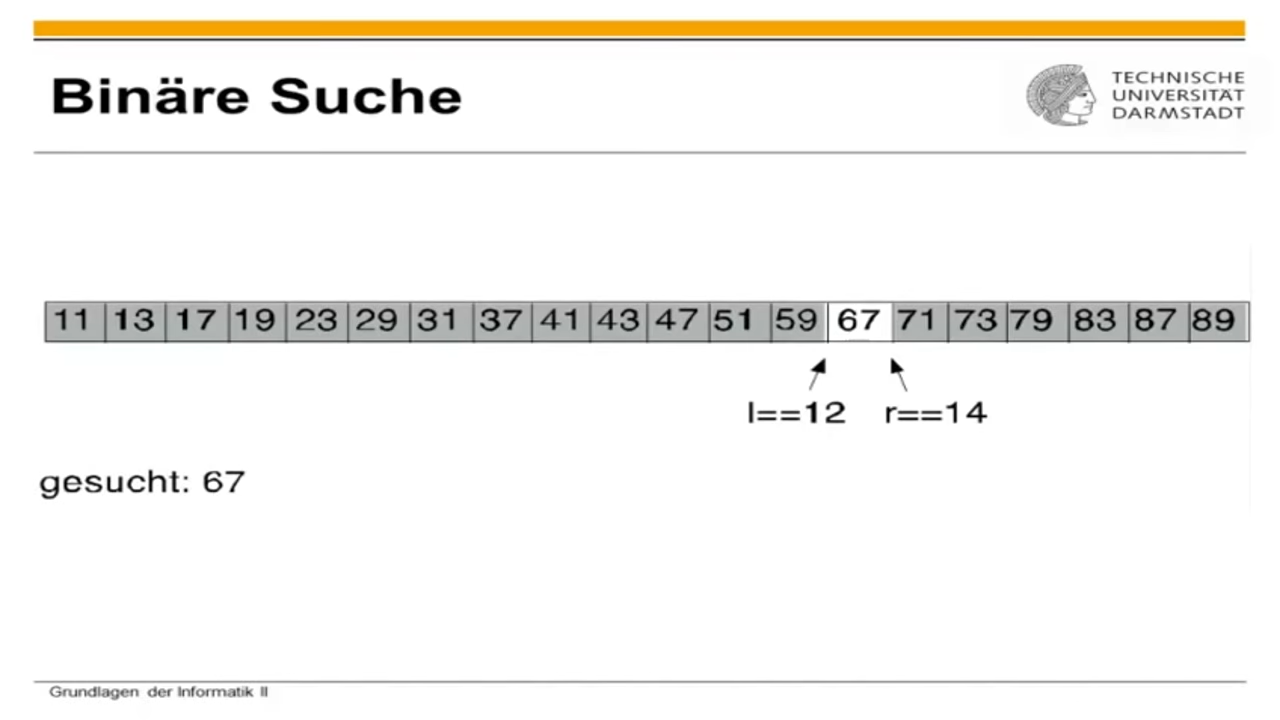 Binäre Suche
TECHNISCHE
UNIVERSITÄT
DARMSTADT
11 13 17 19 23 29 31 37 41 43 47 51 59 67 71 73 79 83 87 89
l==12 r==14
gesucht: 67
Grundlagen der Informatik II